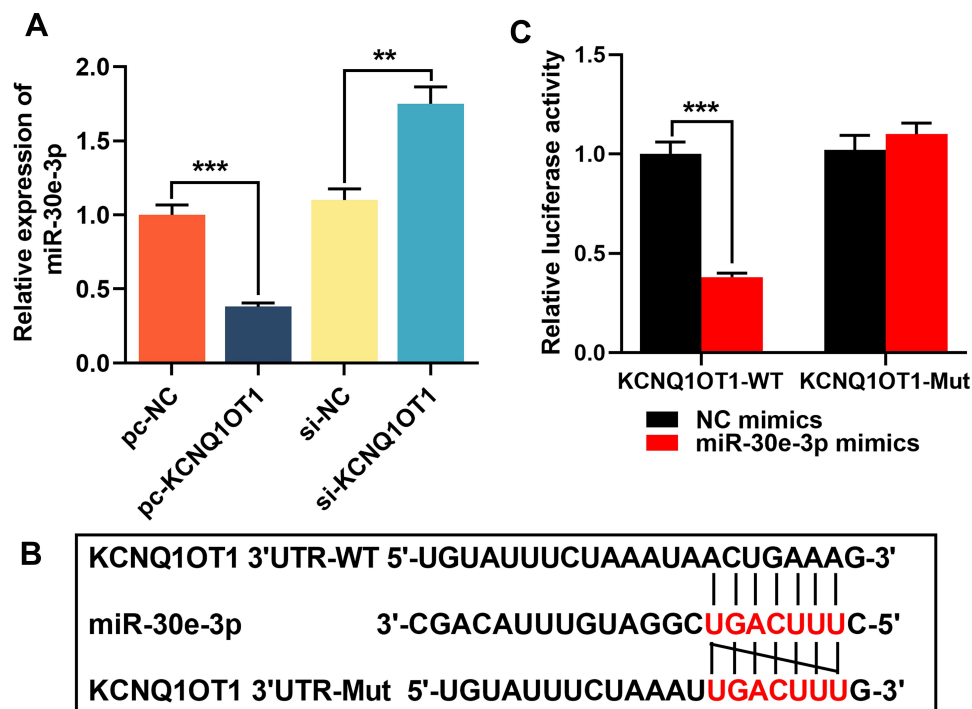 A
Relative expression of
miR-30e-3p
2.0
1.5
1.0
0.5
0.0
***
**
pc-NC
pc-KCNQ1OT1
si-NC
si-KCNQ1OT1
C
Relative luciferase activity
1.5
1.0
0.5
0.0
***
KCNQ1OT1-WT
KCNQ1OT1-Mut
NC mimics
miR-30e-3p mimics
B
KCNQ1OT1 3'UTR-WT 5'-UGUAUUUCUAAAUAACUGAAAG-3'
miR-30e-3p 3'-CGACAUUUGUAGGCUGACUUUC-5'
KCNQ1OT1 3'UTR-Mut 5'-UGUAUUUCUAAAUUGACUUUG-3'